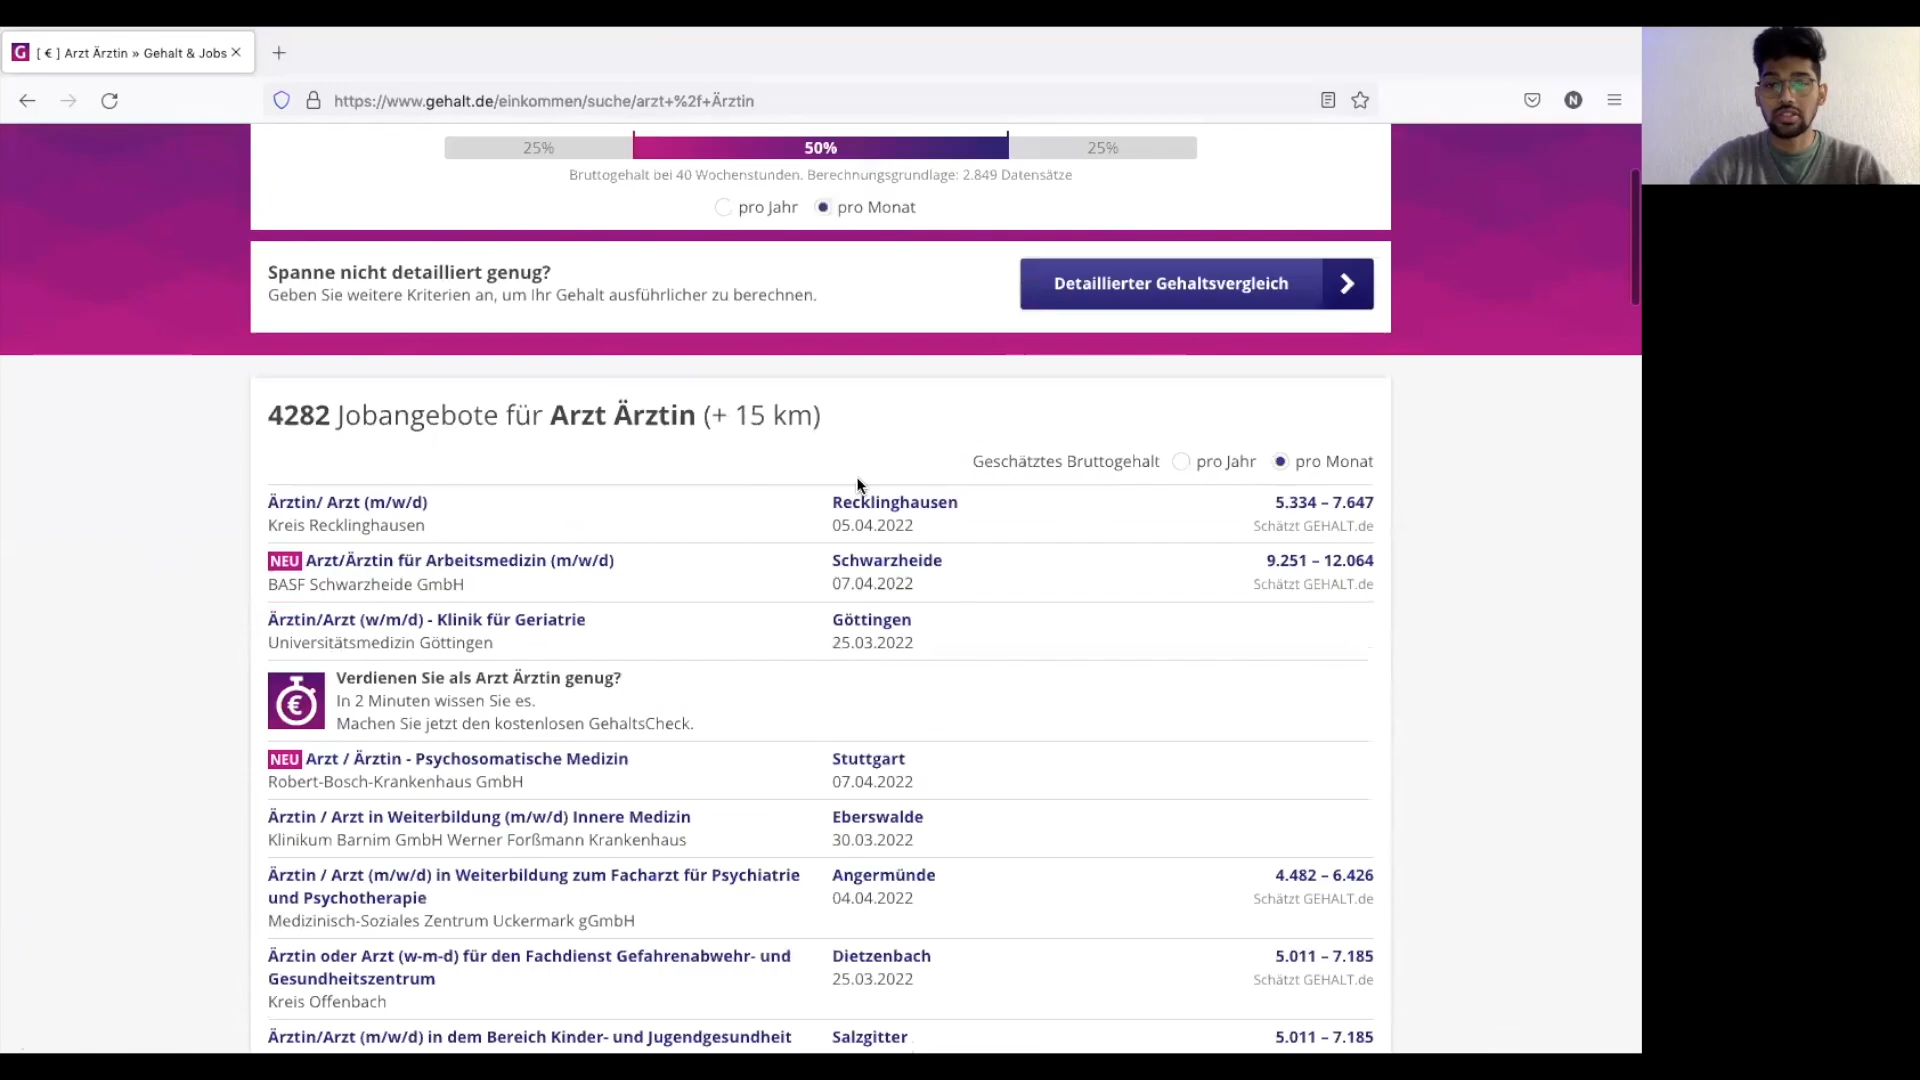 [ € ] Arzt Ärztin » Gehalt & Jobs
https://www.gehalt.de/einkommen/suche/arzt+%2f+Ärztin
N
25%
50%
25%
Bruttogehalt bei 40 Wochenstunden. Berechnungsgrundlage: 2.849 Datensätze
pro Jahr pro Monat
Spanne nicht detailliert genug?
Geben Sie weitere Kriterien an, um Ihr Gehalt ausführlicher zu berechnen.
Detaillierter Gehaltsvergleich
4282 Jobangebote für Arzt Ärztin (+ 15 km)
Geschätztes Bruttogehalt pro Jahr pro Monat
Ärztin/ Arzt (m/w/d) Recklinghausen 5.334 – 7.647
Kreis Recklinghausen 05.04.2022 Schätzt GEHALT.de
NEU Arzt/Ärztin für Arbeitsmedizin (m/w/d) Schwarzheide 9.251 – 12.064
BASF Schwarzheide GmbH 07.04.2022 Schätzt GEHALT.de
Ärztin/Arzt (w/m/d) - Klinik für Geriatrie Göttingen
Universitätsmedizin Göttingen 25.03.2022
Verdienen Sie als Arzt Ärztin genug?
In 2 Minuten wissen Sie es.
Machen Sie jetzt den kostenlosen GehaltsCheck.
NEU Arzt / Ärztin - Psychosomatische Medizin Stuttgart
Robert-Bosch-Krankenhaus GmbH 07.04.2022
Ärztin / Arzt in Weiterbildung (m/w/d) Innere Medizin Eberswalde
Klinikum Barnim GmbH Werner Forßmann Krankenhaus 30.03.2022
Ärztin / Arzt (m/w/d) in Weiterbildung zum Facharzt für Psychiatrie Angermünde 4.482 – 6.426
und Psychotherapie 04.04.2022 Schätzt GEHALT.de
Medizinisch-Soziales Zentrum Uckermark gGmbH
Ärztin oder Arzt (w-m-d) für den Fachdienst Gefahrenabwehr- und Dietzenbach 5.011 – 7.185
Gesundheitszentrum 25.03.2022 Schätzt GEHALT.de
Kreis Offenbach
Ärztin/Arzt (m/w/d) in dem Bereich Kinder- und Jugendgesundheit Salzgitter 5.011 – 7.185